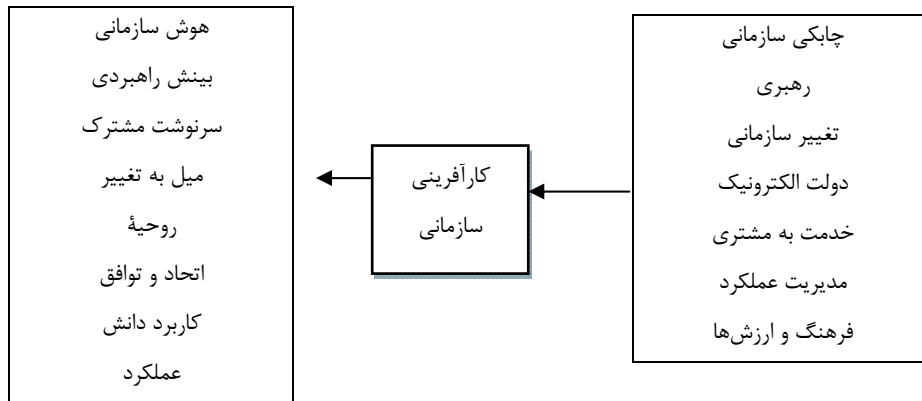 چابکی سازمانی
رهبری
تغییر سازمانی
دولت الکترونیک
خدمت به مشتری
مدیریت عملکرد
فرهنگ و ارزش‌ها
کارآفرینی
سازمانی
هوش سازمانی
بینش راهبردی
سرنوشت مشترک
میل به تغییر
روحیۀ
اتحاد و توافق
کاربرد دانش
عملکرد